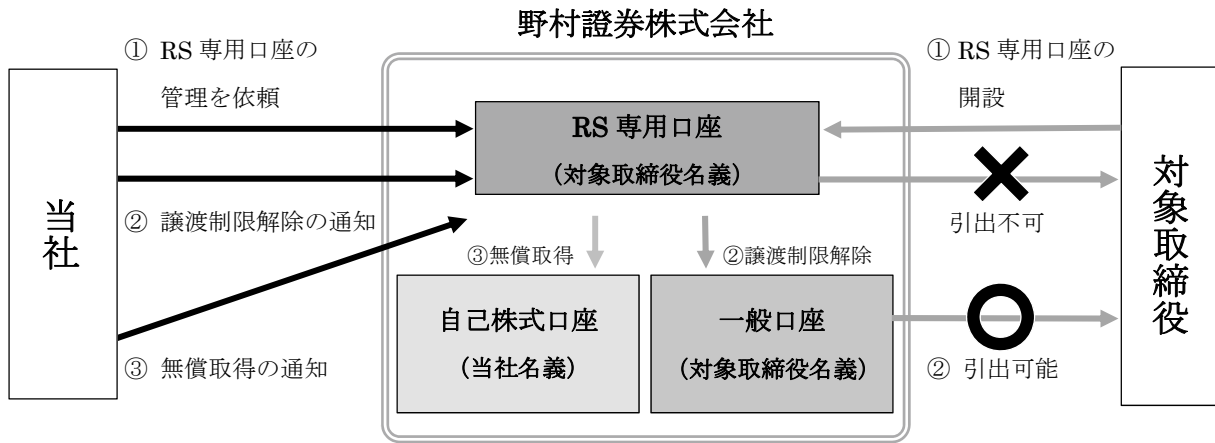 野村證券株式会社
① RS 専用口座の
管理を依頼
① RS 専用口座の
開設
RS 専用口座
(対象取締役名義)
当社
対象取締役
② 譲渡制限解除の通知
引出不可
③無償取得
②譲渡制限解除
自己株式口座
(当社名義)
一般口座
(対象取締役名義)
③ 無償取得の通知
② 引出可能